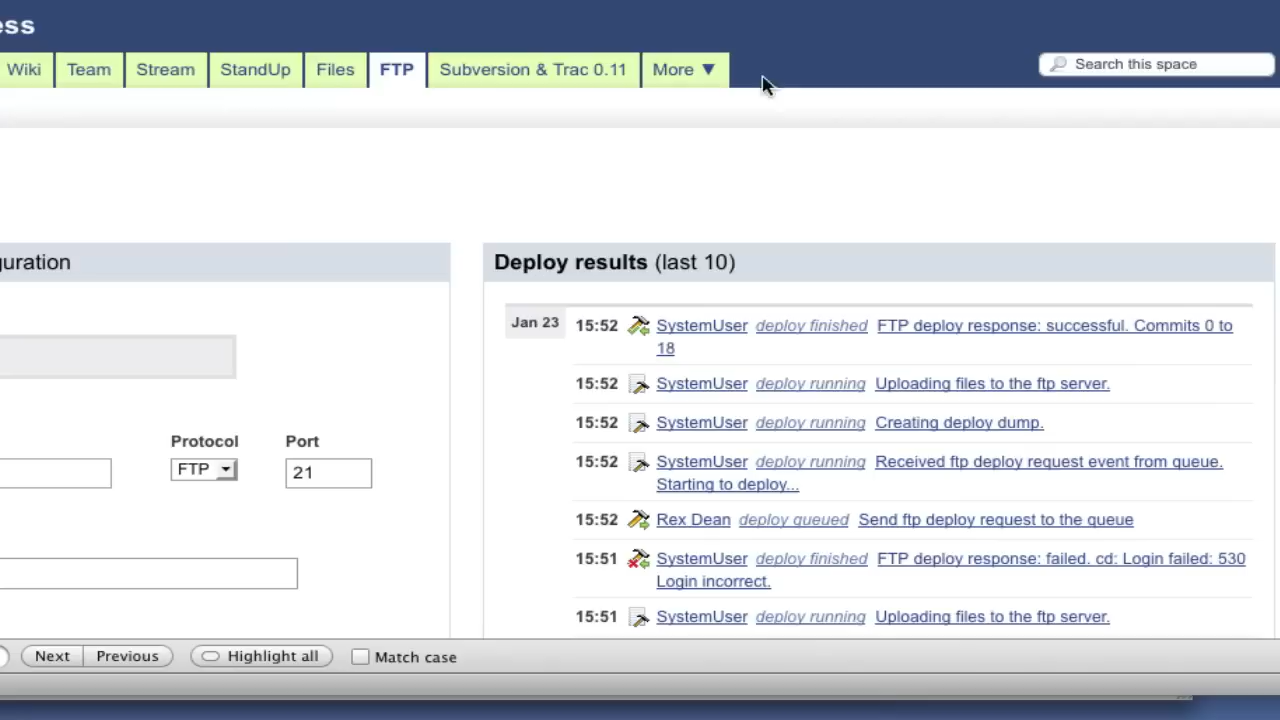 ess
Wiki Team Stream StandUp Files FTP Subversion & Trac 0.11 More ▼ Search this space
guration
Deploy results (last 10)
Jan 23 15:52 SystemUser deploy finished FTP deploy response: successful. Commits 0 to
18
15:52 SystemUser deploy running Uploading files to the ftp server.
15:52 SystemUser deploy running Creating deploy dump.
Protocol Port
FTP 21
15:52 SystemUser deploy running Received ftp deploy request event from queue.
Starting to deploy...
15:52 Rex Dean deploy queued Send ftp deploy request to the queue
15:51 SystemUser deploy finished FTP deploy response: failed. cd: Login failed: 530
Login incorrect.
15:51 SystemUser deploy running Uploading files to the ftp server.
Next Previous Highlight all Match case